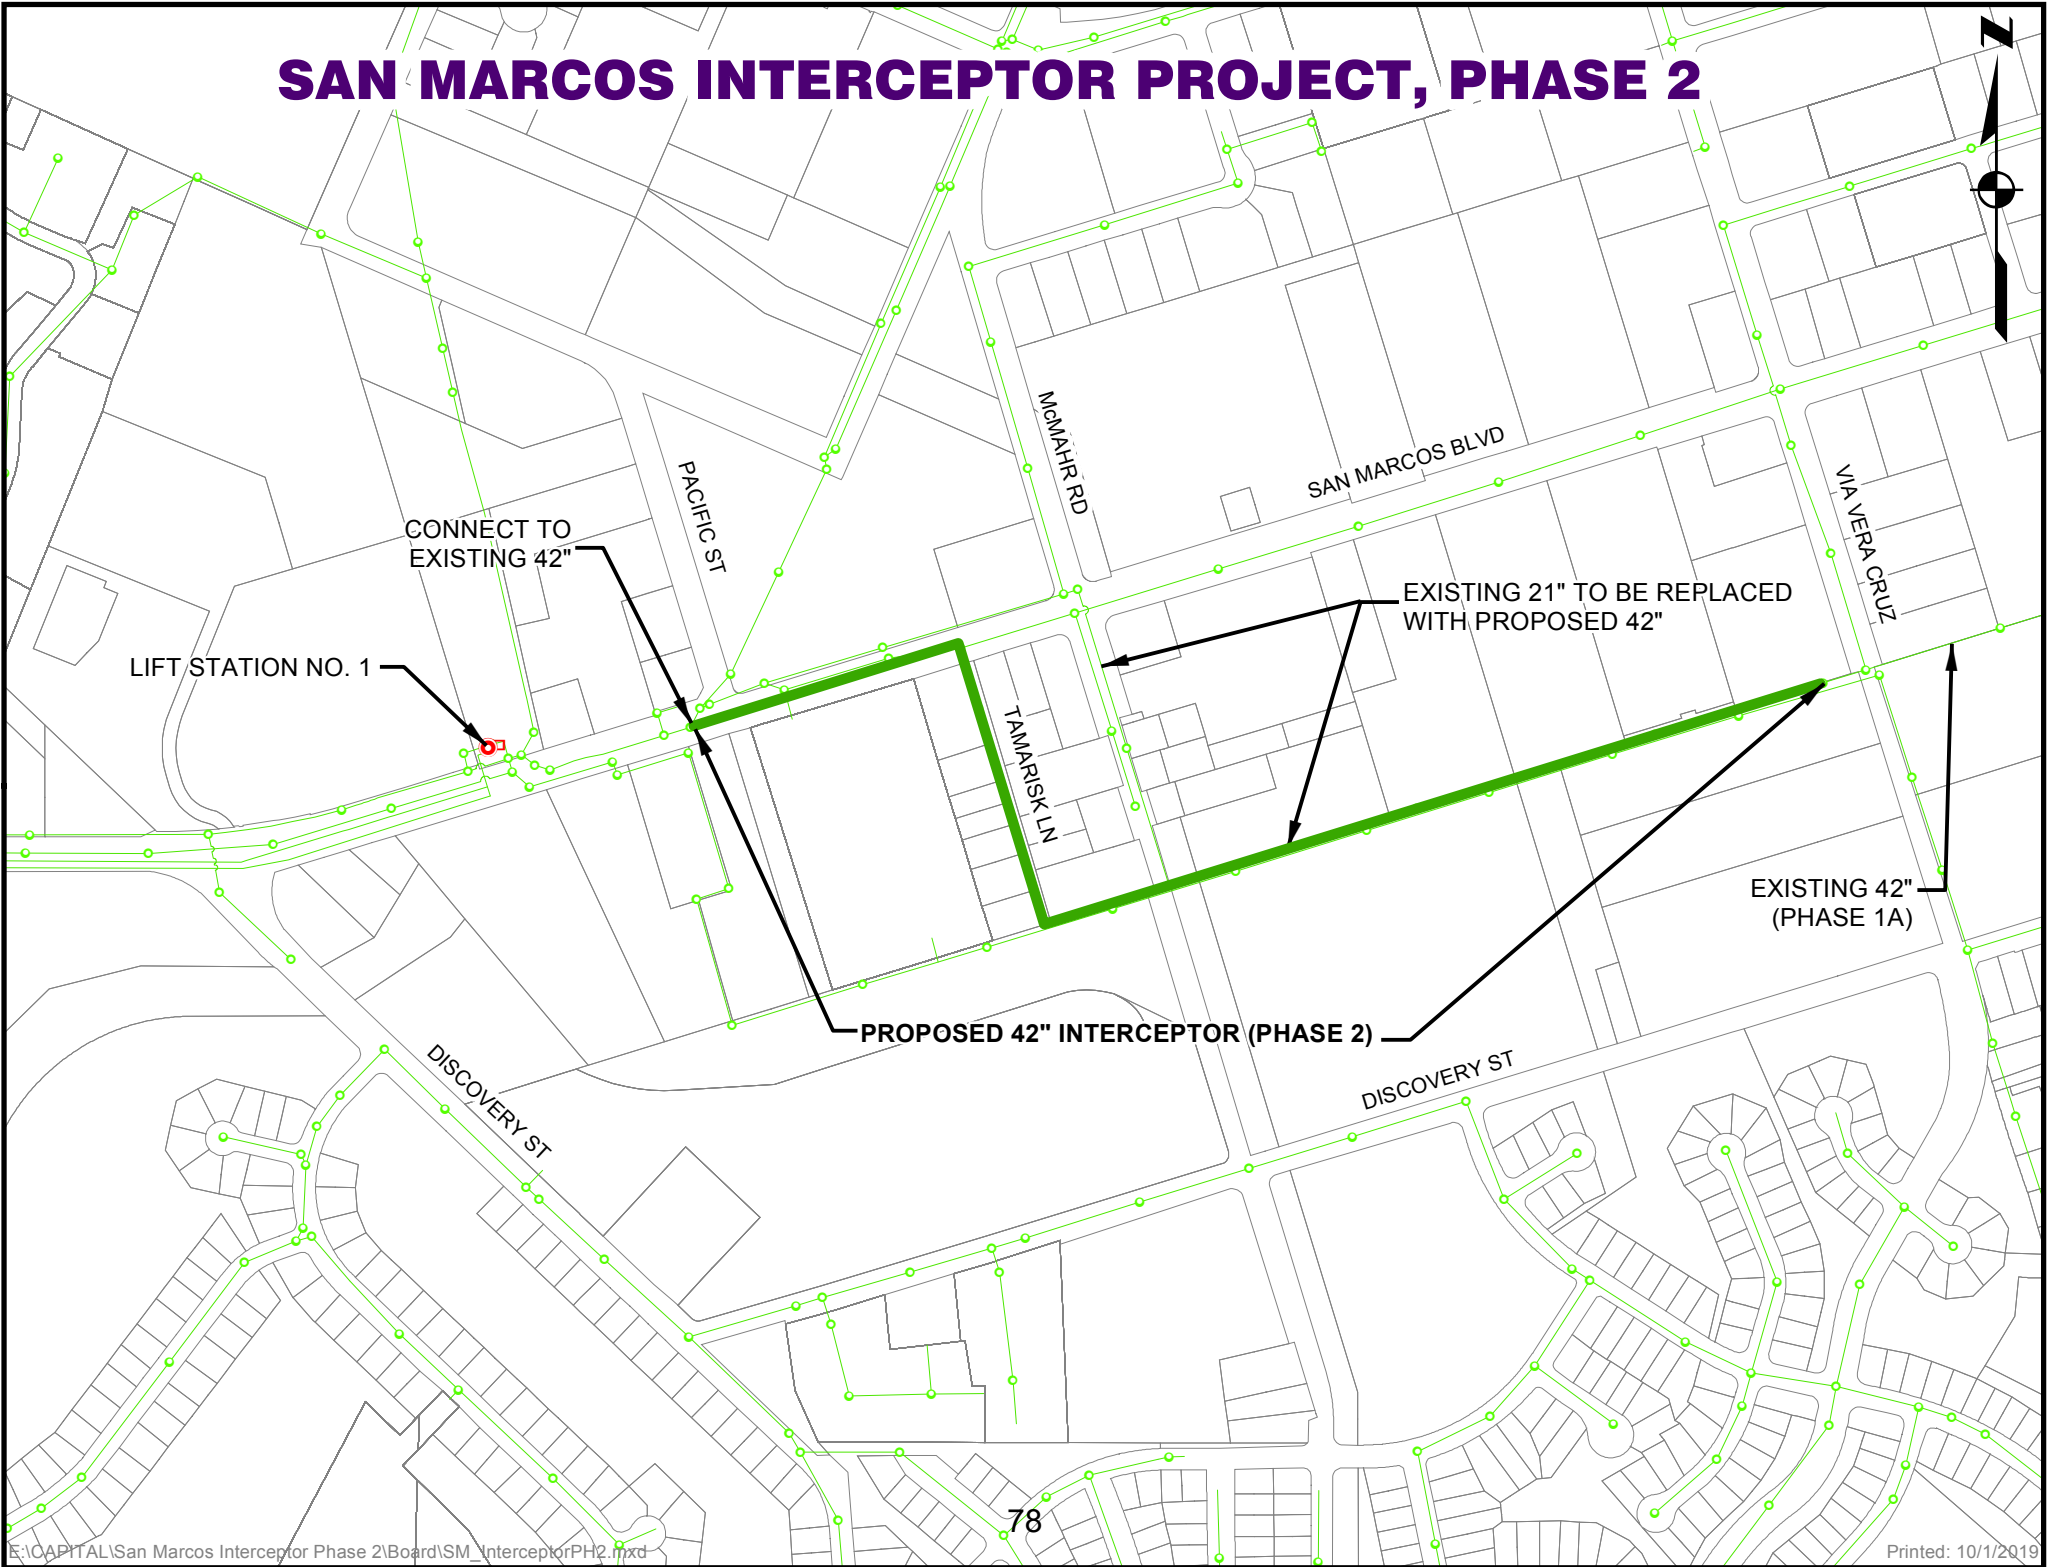 SAN MARCOS INTERCEPTOR PROJECT, PHASE 2
N
McMAHR RD
SAN MARCOS BLVD
PACIFIC ST
VIA VERA CRUZ
CONNECT TO
EXISTING 42"
EXISTING 21" TO BE REPLACED
WITH PROPOSED 42"
LIFT STATION NO. 1
TAMARISK LN
EXISTING 42"
(PHASE 1A)
PROPOSED 42" INTERCEPTOR (PHASE 2)
DISCOVERY ST
DISCOVERY ST
78
E:\CAPITAL\San Marcos Interceptor Phase 2\Board\SM_InterceptorPH2.mxd
Printed: 10/1/2019